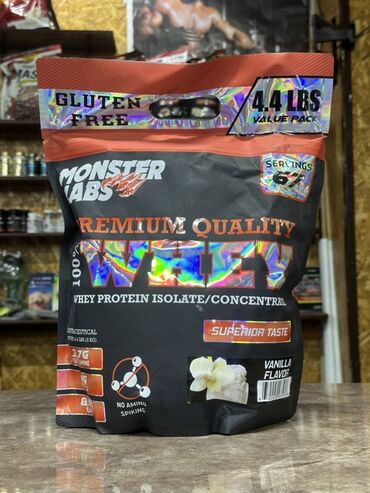 GLUTEN
FREE
4.4 LBS
VALUE PACK
SERVINGS
67
MONSTER
LABS
PREMIUM QUALITY
100%
WHEY
WHEY PROTEIN ISOLATE/CONCENTRATE
SUPERIOR TASTE
VANILLA
FLAVOR
NO AMINO
SPIKING